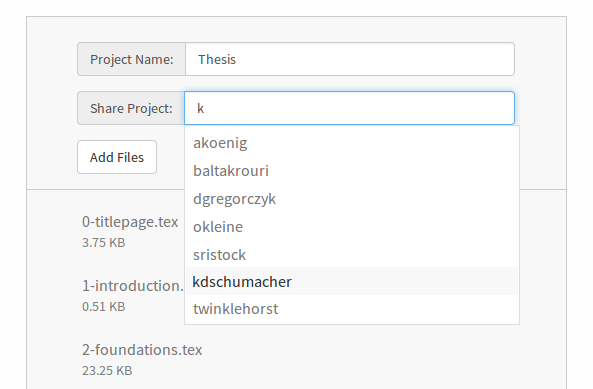 Project Name: Thesis
Share Project: k
Add Files
akoenig
baltakrouri
dgregorczyk
okleine
sristock
kdschumacher
twinklehorst
0-titlepage.tex
3.75 KB
1-introduction.
0.51 KB
2-foundations.tex
23.25 KB